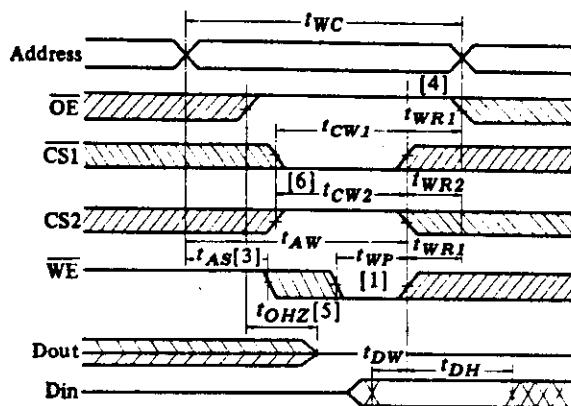 tWC
Address
[4]
OE
tCW1 tWR1
CS1
[6] tCW2 tWR2
CS2
tAW tWR1
tAS[3] tWP
WE [1]
tOHZ[5]
Dout
tDW tDH
Din